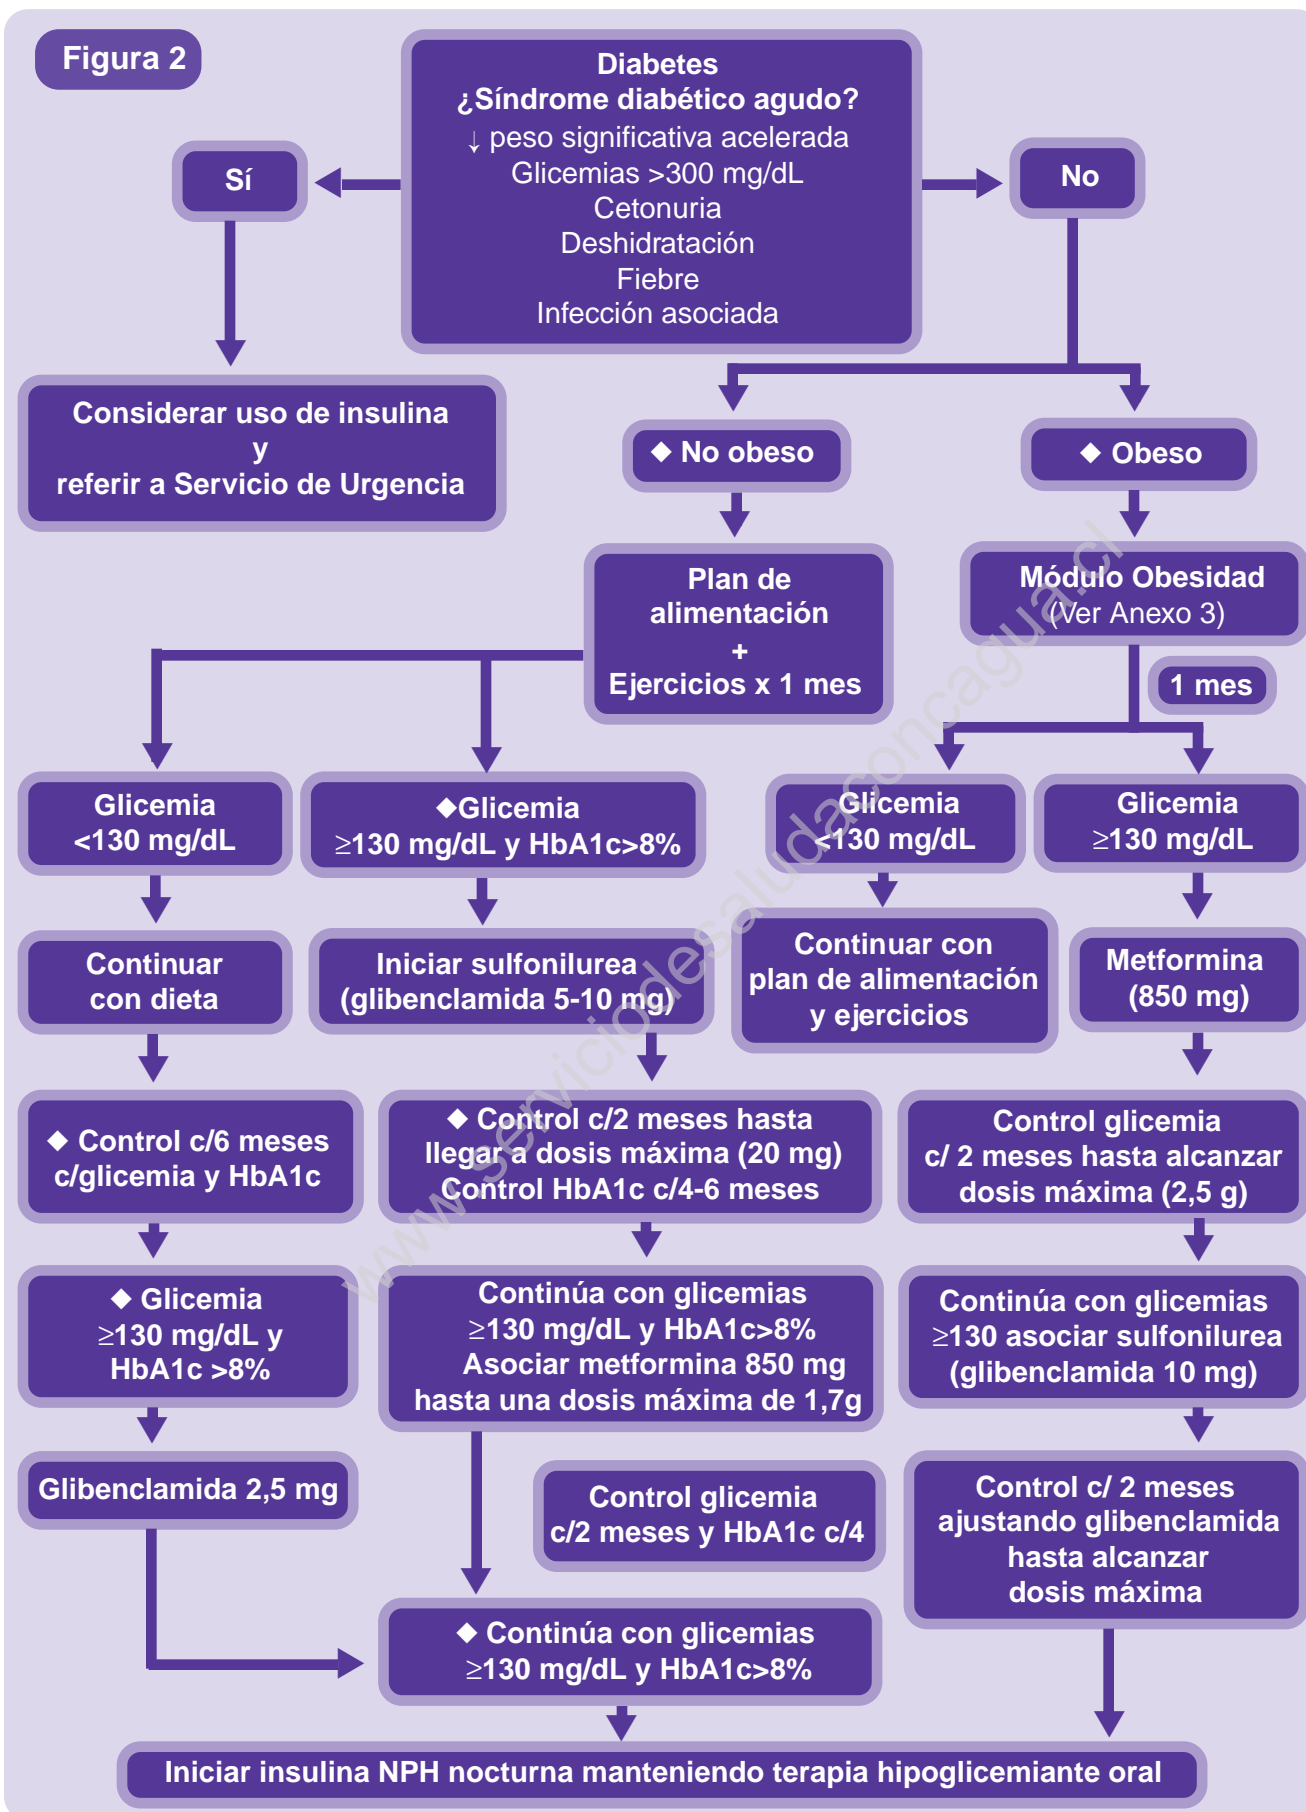 Figura 2
Diabetes
¿Síndrome diabético agudo?
↓ peso significativa acelerada
Glicemias >300 mg/dL
Cetonuria
Deshidratación
Fiebre
Infección asociada
Sí
No
Considerar uso de insulina
y
referir a Servicio de Urgencia
◆ No obeso
◆ Obeso
Plan de
alimentación
+
Ejercicios x 1 mes
Módulo Obesidad
(Ver Anexo 3)
1 mes
Glicemia
<130 mg/dL
◆Glicemia
≥130 mg/dL y HbA1c>8%
Glicemia
<130 mg/dL
Glicemia
≥130 mg/dL
Continuar
con dieta
Iniciar sulfonilurea
(glibenclamida 5-10 mg)
Continuar con
plan de alimentación
y ejercicios
Metformina
(850 mg)
◆ Control c/6 meses
c/glicemia y HbA1c
◆ Control c/2 meses hasta
llegar a dosis máxima (20 mg)
Control HbA1c c/4-6 meses
Control glicemia
c/ 2 meses hasta alcanzar
dosis máxima (2,5 g)
◆ Glicemia
≥130 mg/dL y
HbA1c >8%
Continúa con glicemias
≥130 mg/dL y HbA1c>8%
Asociar metformina 850 mg
hasta una dosis máxima de 1,7g
Continúa con glicemias
≥130 asociar sulfonilurea
(glibenclamida 10 mg)
Glibenclamida 2,5 mg
Control glicemia
c/2 meses y HbA1c c/4
Control c/ 2 meses
ajustando glibenclamida
hasta alcanzar
dosis máxima
◆ Continúa con glicemias
≥130 mg/dL y HbA1c>8%
Iniciar insulina NPH nocturna manteniendo terapia hipoglicemiante oral
www.serviciodesaludaconcagua.cl